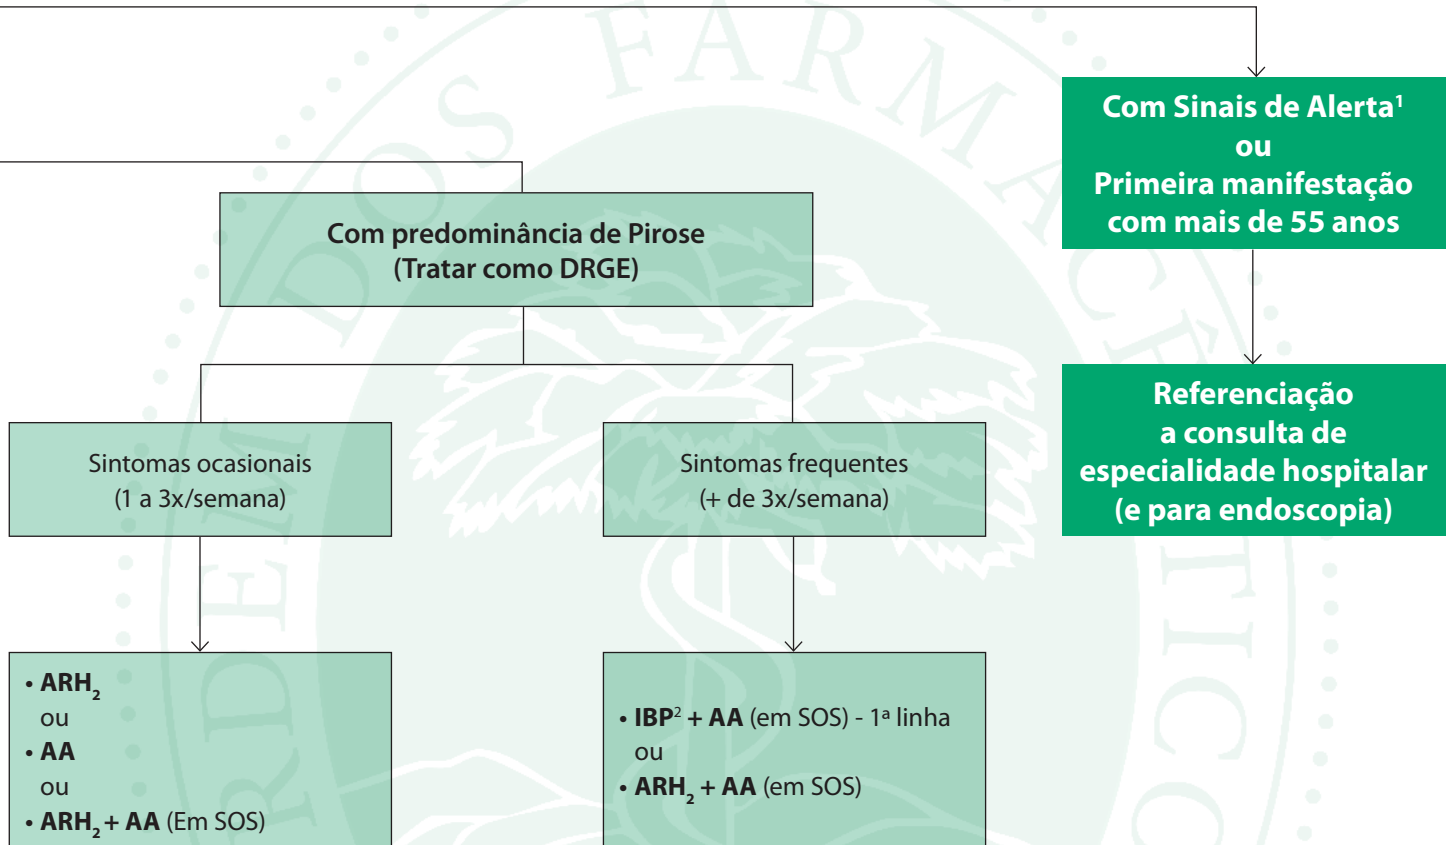 Com Sinais de Alerta¹
ou
Primeira manifestação
com mais de 55 anos
Com predominância de Pirose
(Tratar como DRGE)
Referenciação
a consulta de
especialidade hospitalar
(e para endoscopia)
Sintomas ocasionais
(1 a 3x/semana)
Sintomas frequentes
(+ de 3x/semana)
• ARH₂
ou
• AA
ou
• ARH₂ + AA (Em SOS)
• IBP² + AA (em SOS) - 1ª linha
ou
• ARH₂ + AA (em SOS)